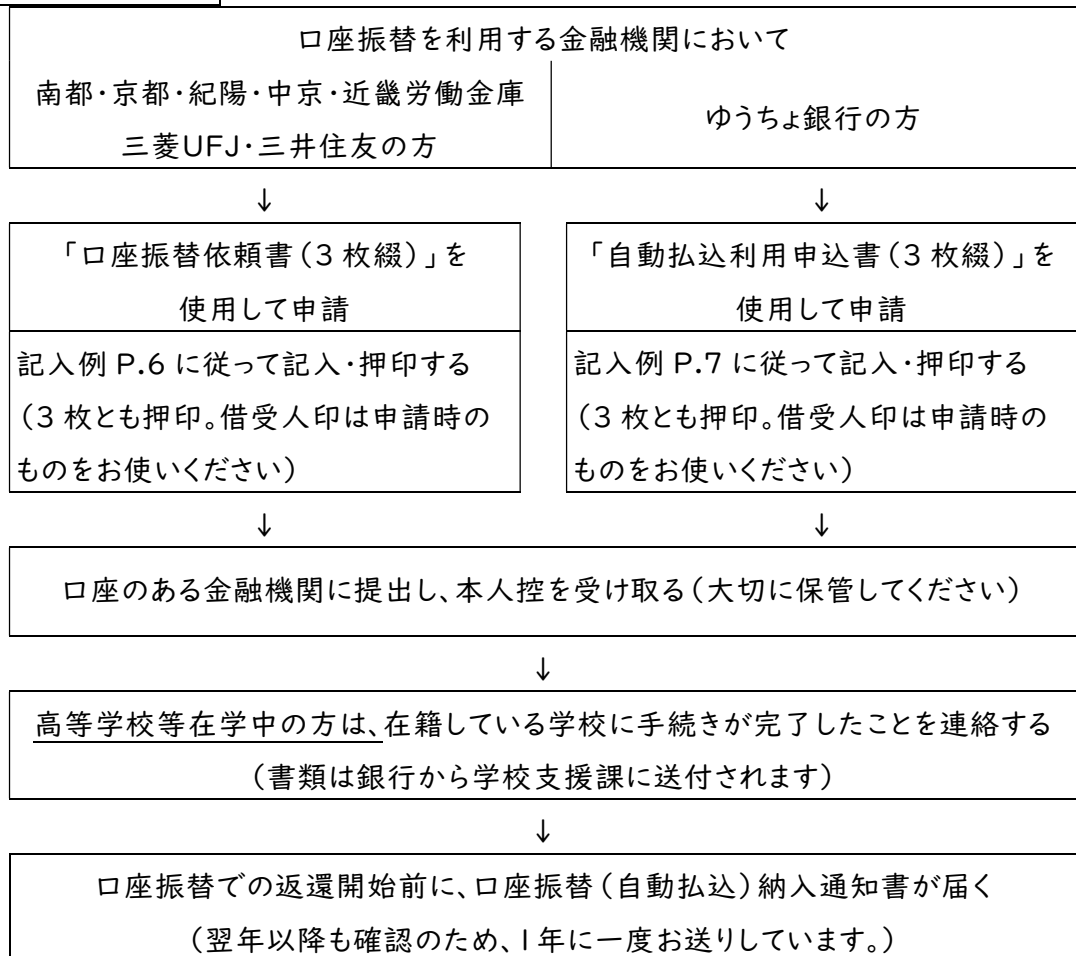 口座振替を利用する金融機関において
南都・京都・紀陽・中京・近畿労働金庫
三菱UFJ・三井住友の方
ゆうちょ銀行の方
↓
↓
「口座振替依頼書(3枚綴)」を
使用して申請
記入例 P.6 に従って記入・押印する
(3枚とも押印。借受人印は申請時の
ものをお使いください)
「自動払込利用申込書(3枚綴)」を
使用して申請
記入例 P.7 に従って記入・押印する
(3枚とも押印。借受人印は申請時の
ものをお使いください)
↓
↓
口座のある金融機関に提出し、本人控を受け取る(大切に保管してください)
↓
高等学校等在学中の方は、在籍している学校に手続きが完了したことを連絡する
(書類は銀行から学校支援課に送付されます)
↓
口座振替での返還開始前に、口座振替(自動払込)納入通知書が届く
(翌年以降も確認のため、1年に一度お送りしています。)